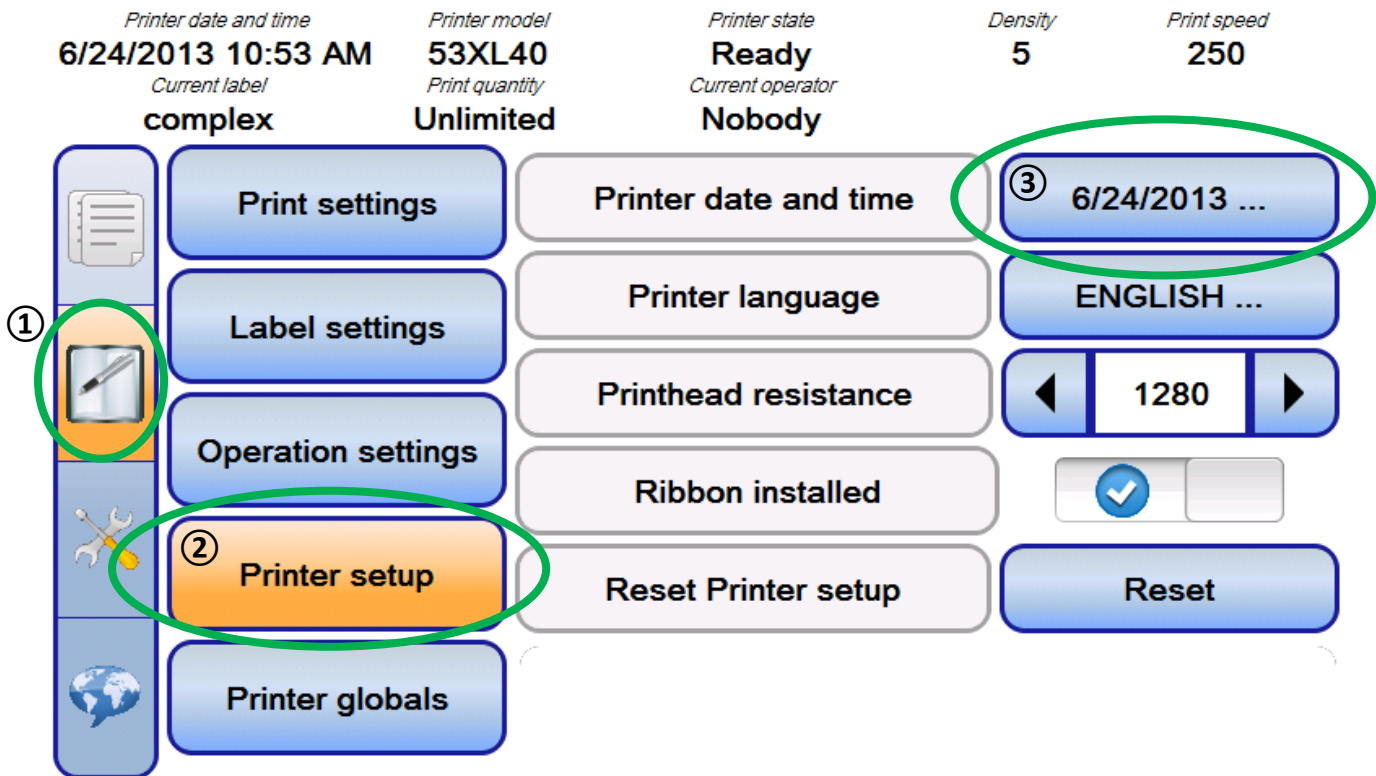 Printer date and time Printer model Printer state Density Print speed
6/24/2013 10:53 AM 53XL40 Ready 5 250
Current label Print quantity Current operator
complex Unlimited Nobody
Print settings Printer date and time ③ 6/24/2013 ...
Printer language ENGLISH ...
① Label settings
Printhead resistance 1280
Operation settings
Ribbon installed
② Printer setup Reset Printer setup Reset
Printer globals